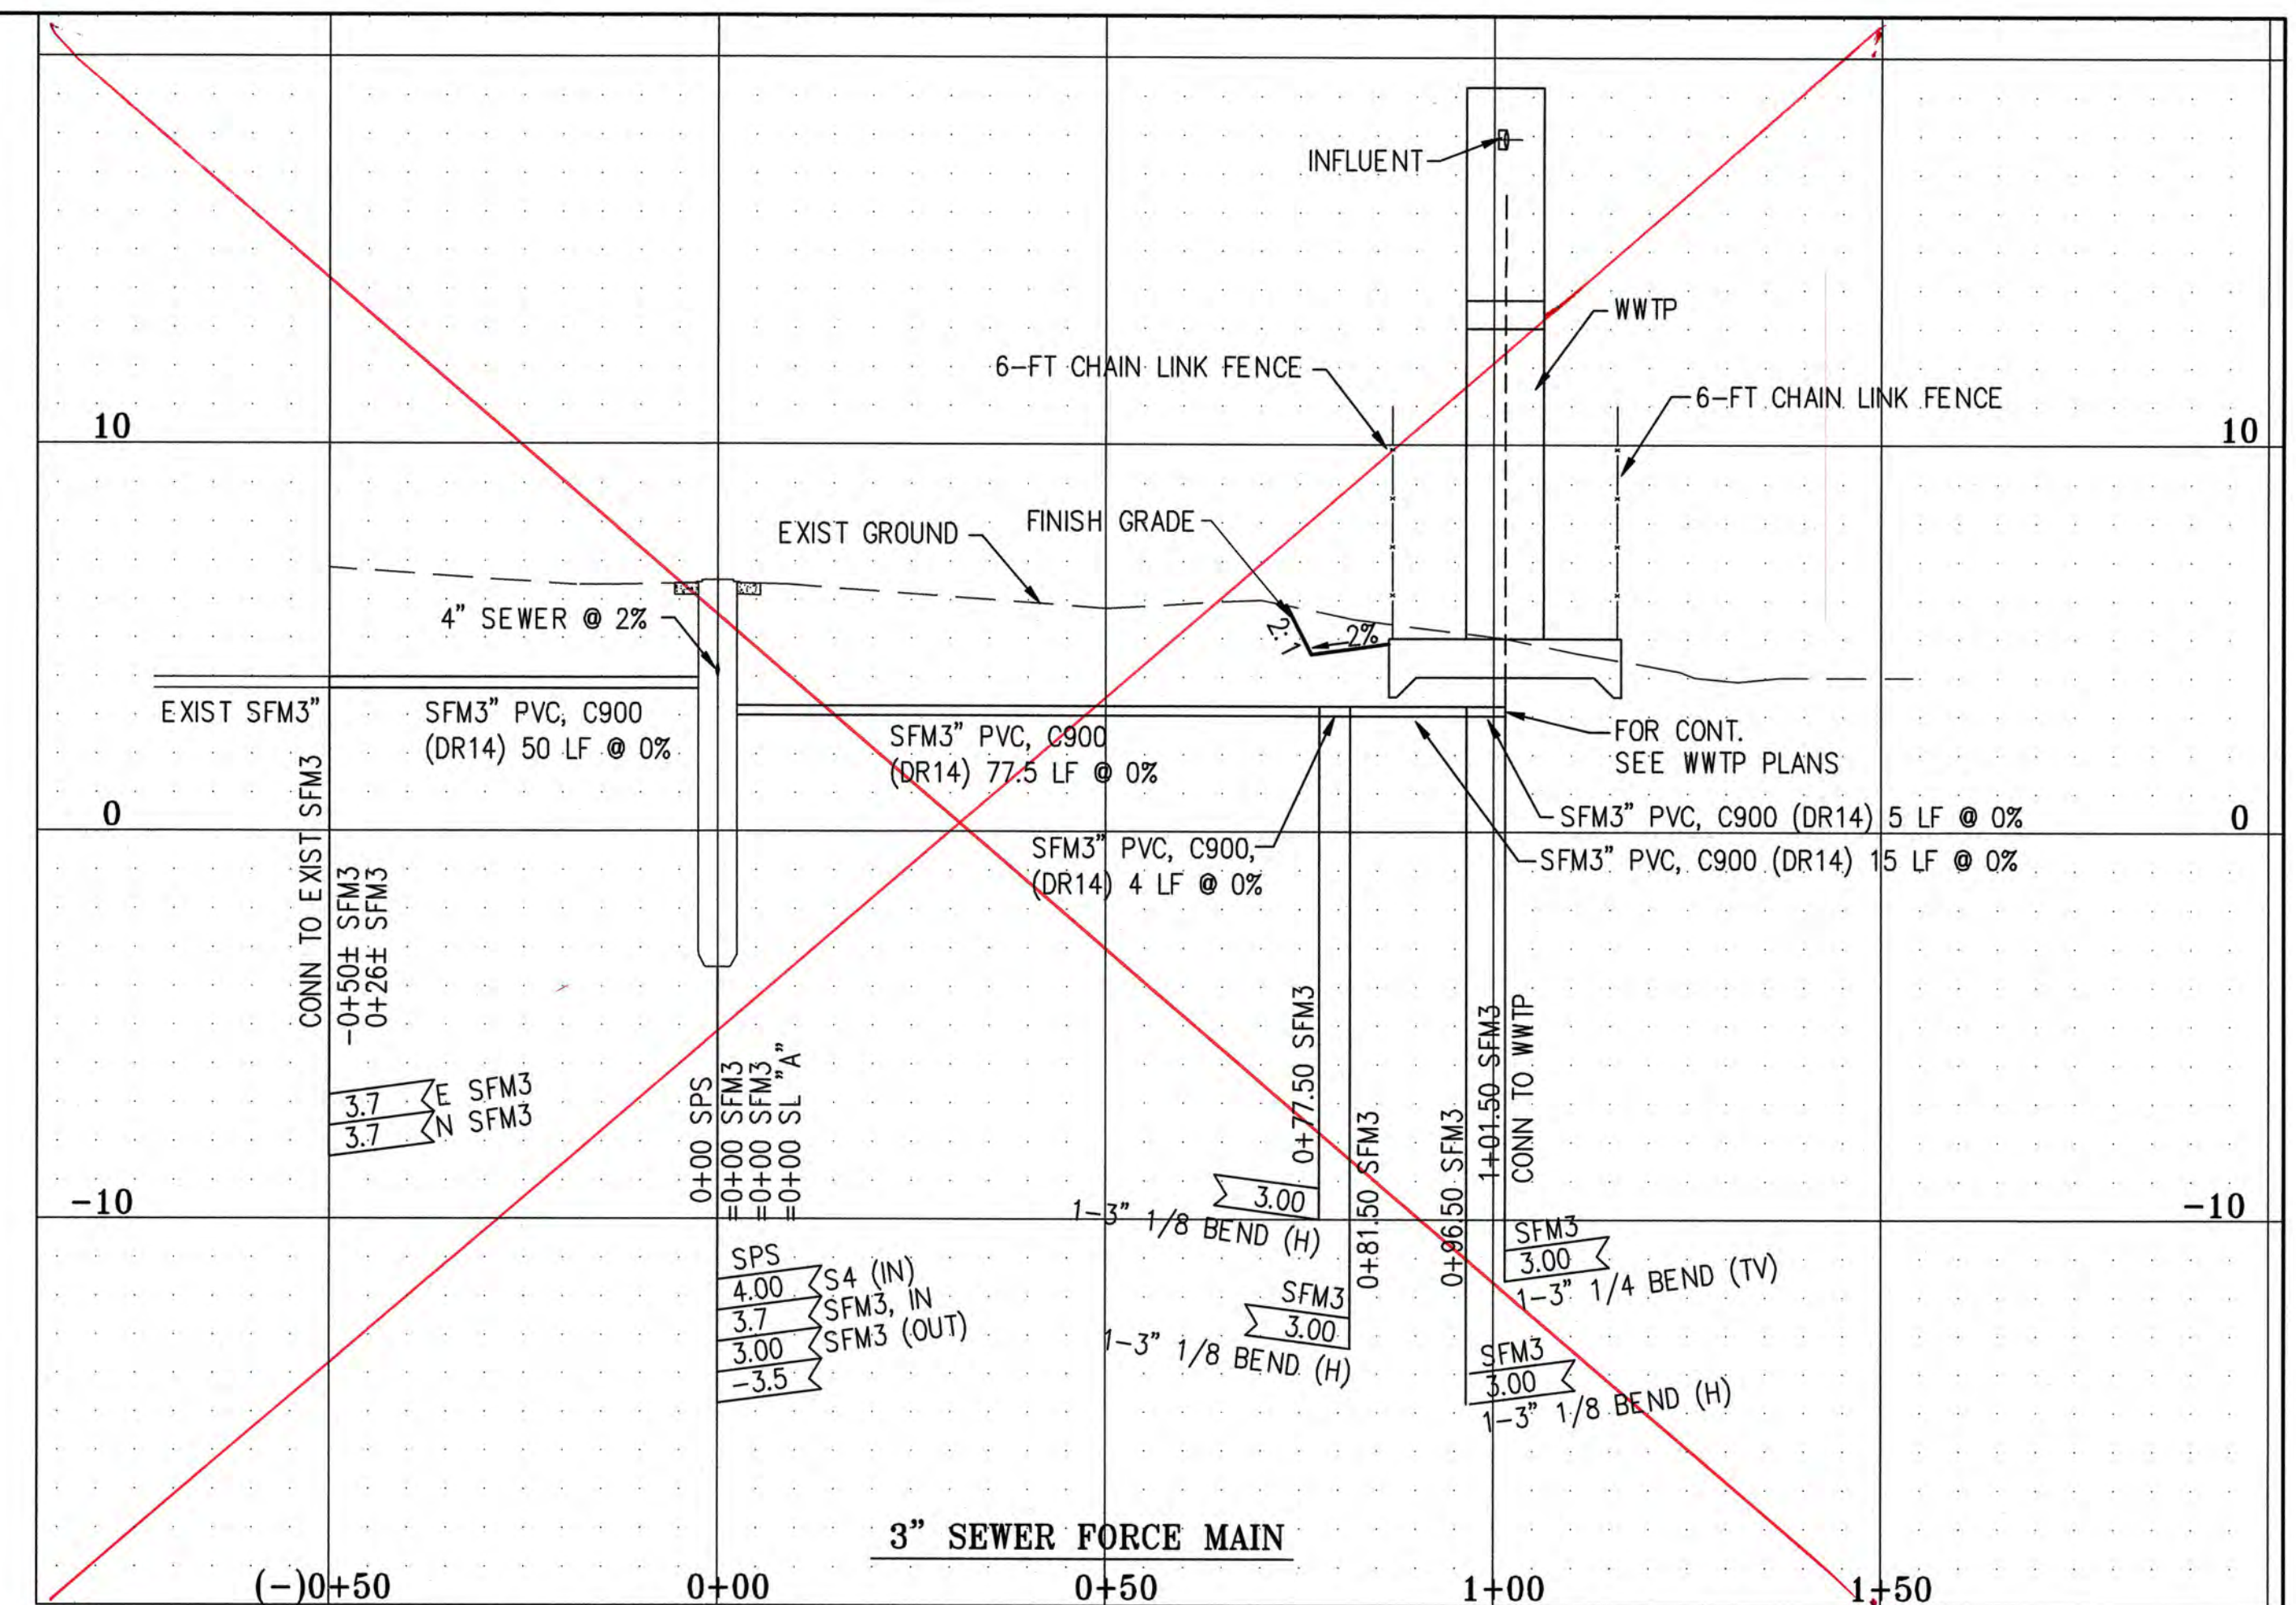 INFLUENT
WWTP
6-FT CHAIN LINK FENCE
6-FT CHAIN LINK FENCE
10
10
EXIST GROUND
FINISH GRADE
4" SEWER @ 2%
2:1
2%
EXIST SFM3"
SFM3" PVC, C900
(DR14) 50 LF @ 0%
SFM3" PVC, C900
(DR14) 77.5 LF @ 0%
FOR CONT.
SEE WWTP PLANS
0
0
SFM3" PVC, C900 (DR14) 5 LF @ 0%
SFM3" PVC, C900,
(DR14) 4 LF @ 0%
SFM3" PVC, C900 (DR14) 15 LF @ 0%
CONN TO EXIST SFM3
-0+50± SFM3
0+26± SFM3
3.7 E SFM3
3.7 N SFM3
0+00 SPS
=0+00 SFM3
=0+00 SFM3
=0+00 SL "A"
0+77.50 SFM3
0+81.50 SFM3
0+96.50 SFM3
1+01.50 SFM3
CONN TO WWTP
-10
-10
3.00
1-3" 1/8 BEND (H)
SFM3
3.00
1-3" 1/8 BEND (H)
SFM3
3.00
1-3" 1/4 BEND (TV)
SFM3
3.00
1-3" 1/8 BEND (H)
SPS
4.00 S4 (IN)
3.7 SFM3, IN
3.00 SFM3 (OUT)
-3.5
3" SEWER FORCE MAIN
(-)0+50
0+00
0+50
1+00
1+50